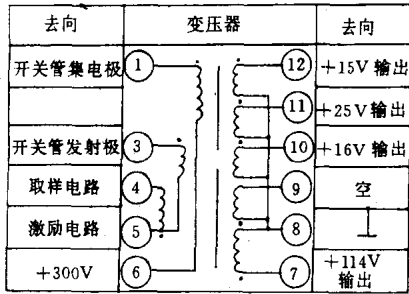 去向 变压器 去向
开关管集电极 1 12 +15V 输出
11 +25V 输出
开关管发射极 3 10 +16V 输出
取样电路 4 9 空
激励电路 5 8
+300V 6 7 +114V
输出